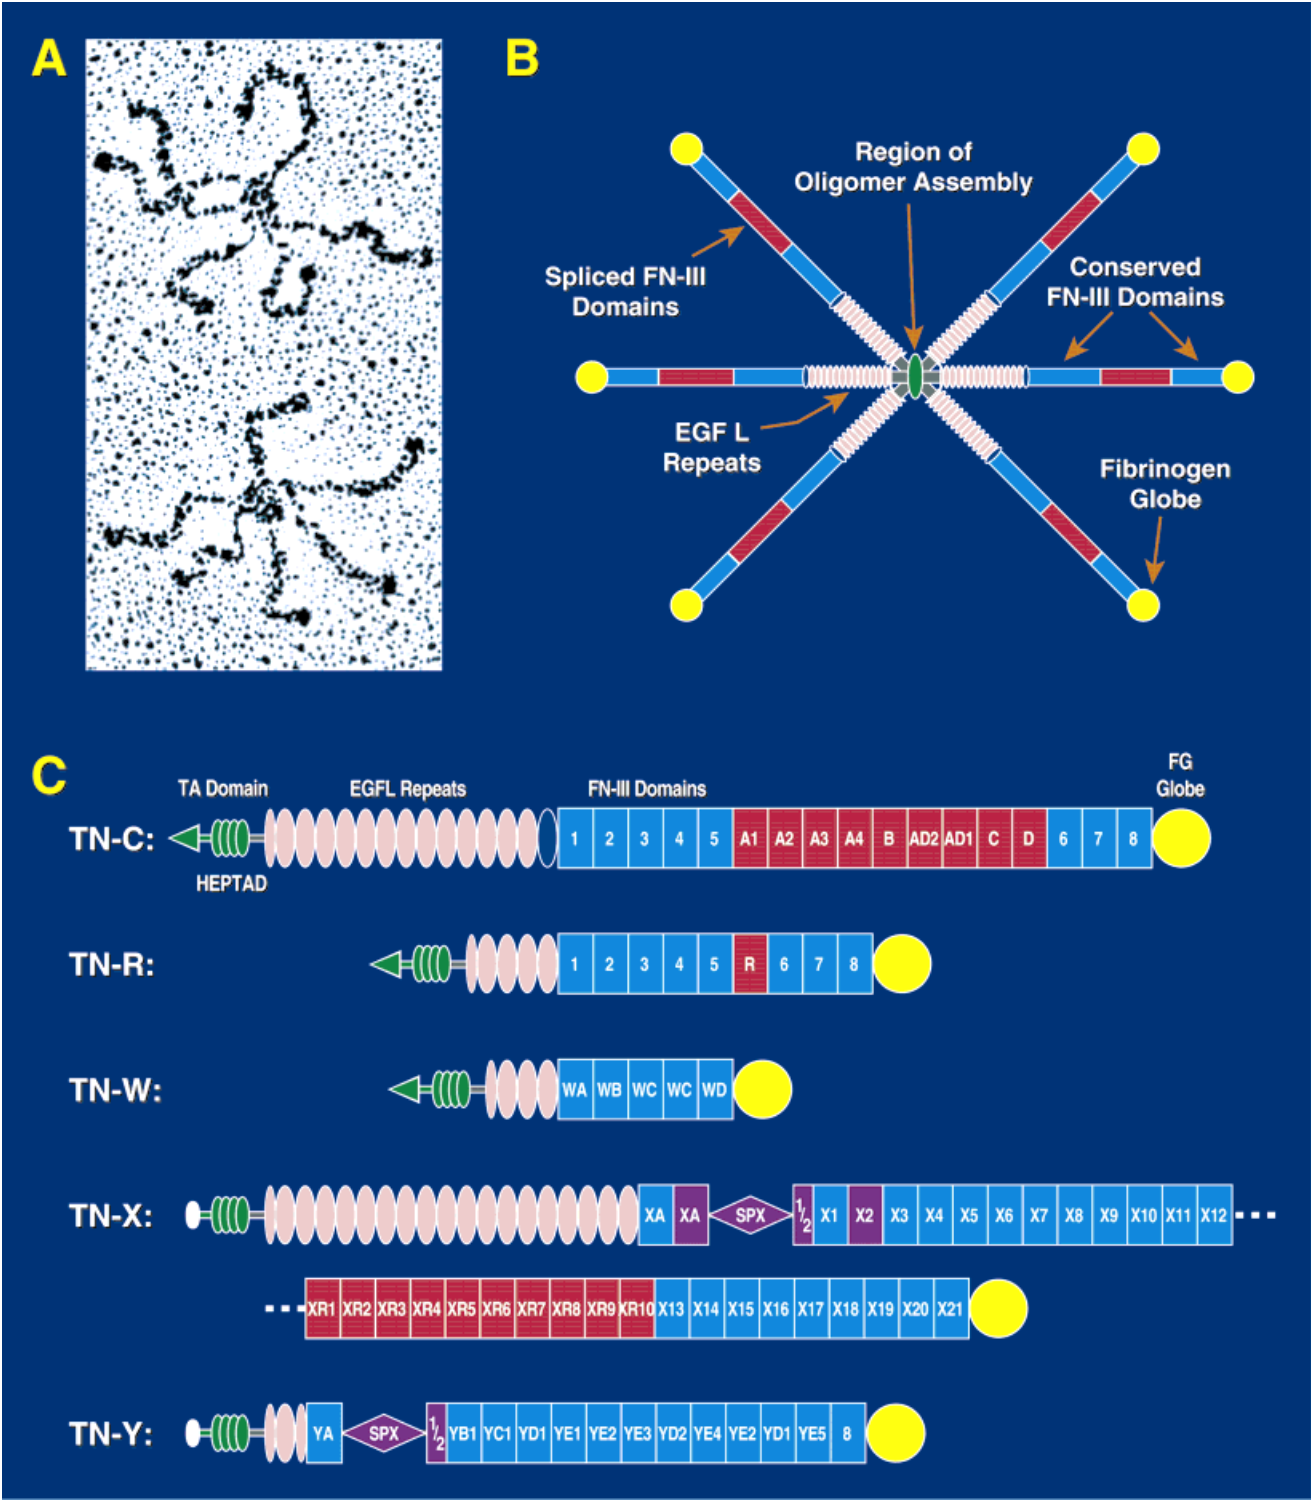 A
B
Region of
Oligomer Assembly
Spliced FN-III
Domains
Conserved
FN-III Domains
EGF L
Repeats
Fibrinogen
Globe
C
TA Domain
EGFL Repeats
FN-III Domains
FG
Globe
TN-C:
1 2 3 4 5 A1 A2 A3 A4 B AD2 AD1 C D 6 7 8
HEPTAD
TN-R:
1 2 3 4 5 R 6 7 8
TN-W:
WA WB WC WC WD
TN-X:
XA XA SPX 1/2 X1 X2 X3 X4 X5 X6 X7 X8 X9 X10 X11 X12
XR1 XR2 XR3 XR4 XR5 XR6 XR7 XR8 XR9 XR10 X13 X14 X15 X16 X17 X18 X19 X20 X21
TN-Y:
YA SPX 1/2 YB1 YC1 YD1 YE1 YE2 YE3 YD2 YE4 YE2 YD1 YE5 8